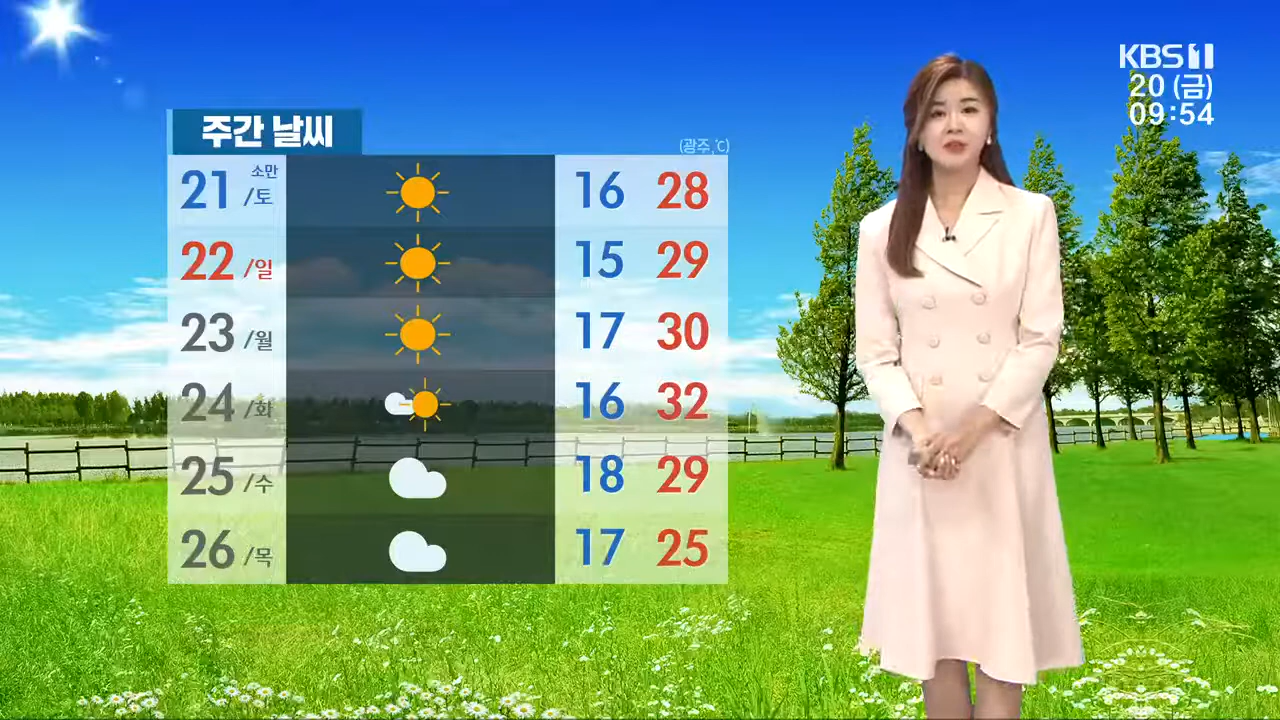 KBS 1
20 (금)
09:54
주간 날씨
(광주,℃)
21 /토 소만 16 28
22 /일 15 29
23 /월 17 30
24 /화 16 32
25 /수 18 29
26 /목 17 25